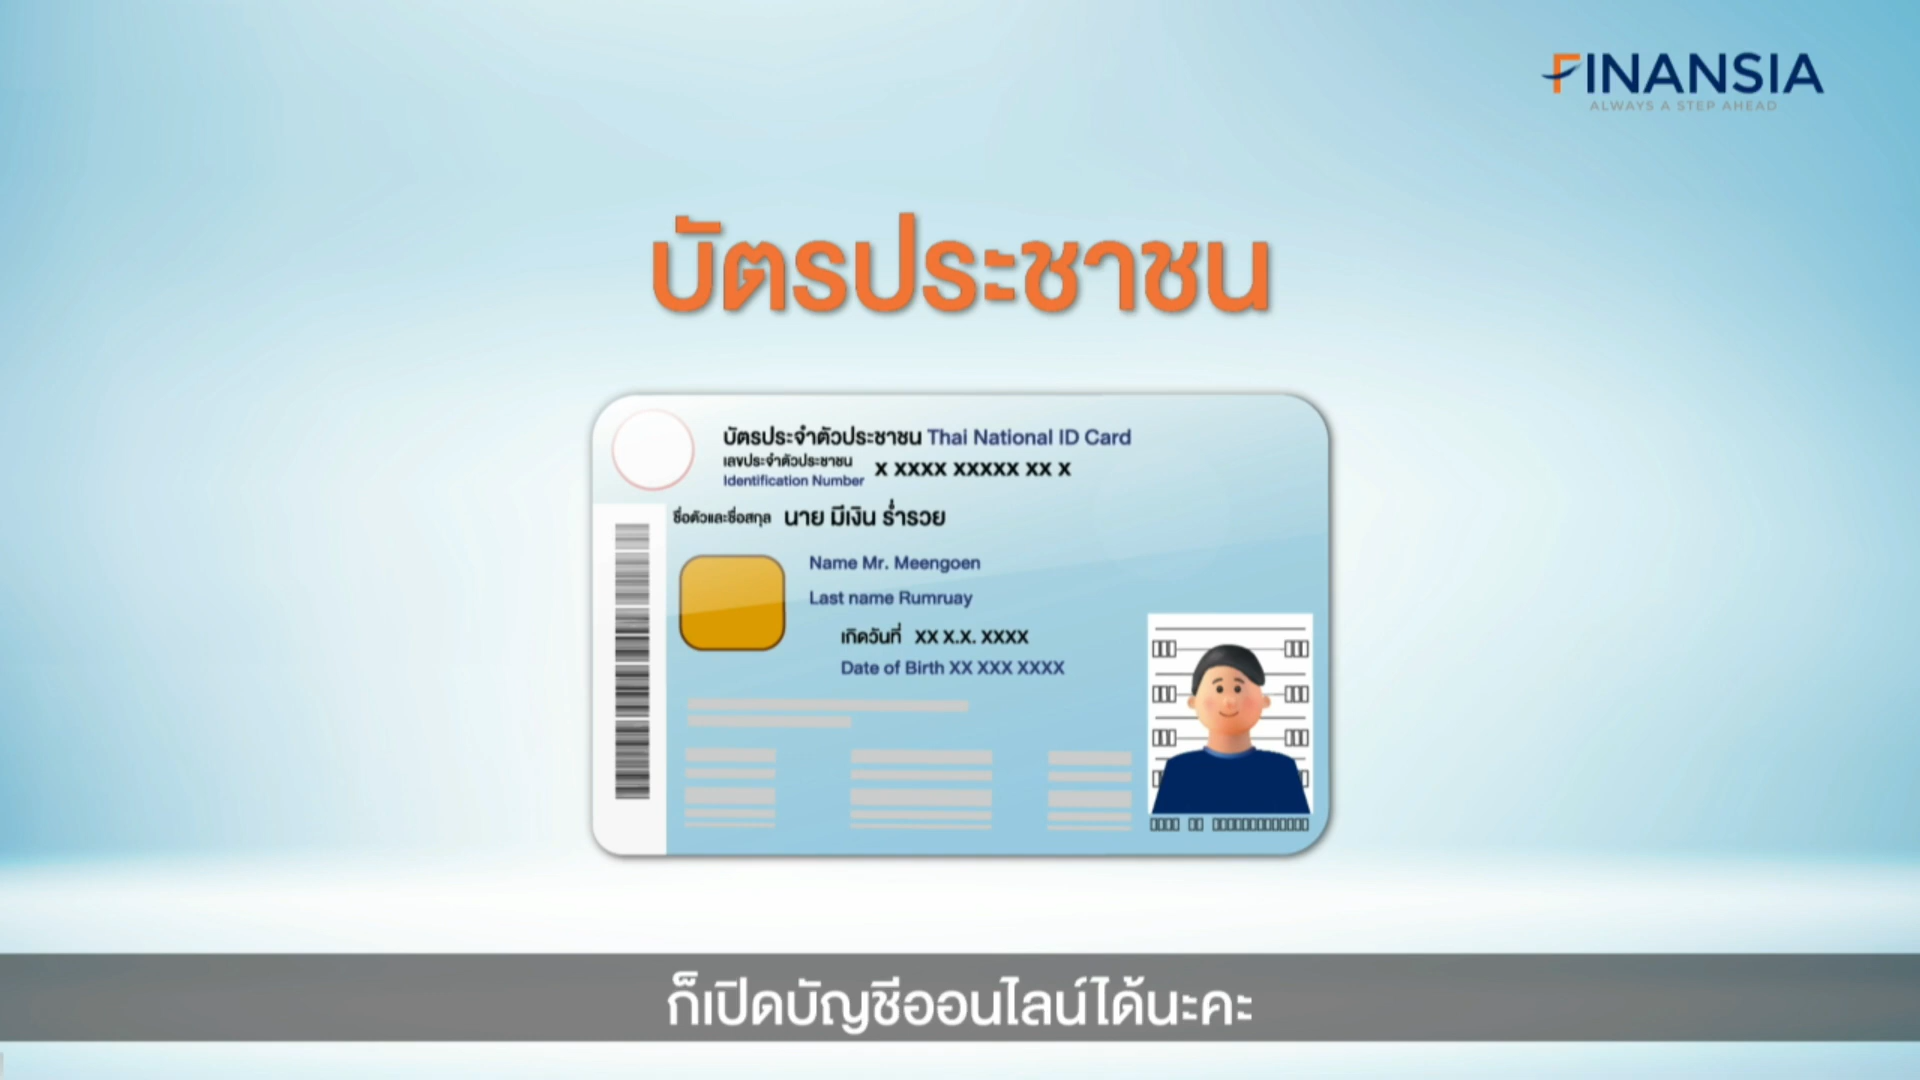 FINANSIA
ALWAYS A STEP AHEAD
บัตรประชาชน
บัตรประจำตัวประชาชน Thai National ID Card
เลขประจำตัวประชาชน
Identification Number
X XXXX XXXXX XX X
ชื่อตัวและชื่อสกุล นาย มีเงิน ร่ำรวย
Name Mr. Meengoen
Last name Rumruay
เกิดวันที่ XX X.X. XXXX
Date of Birth XX XXX XXXX
ก็เปิดบัญชีออนไลน์ได้นะคะ